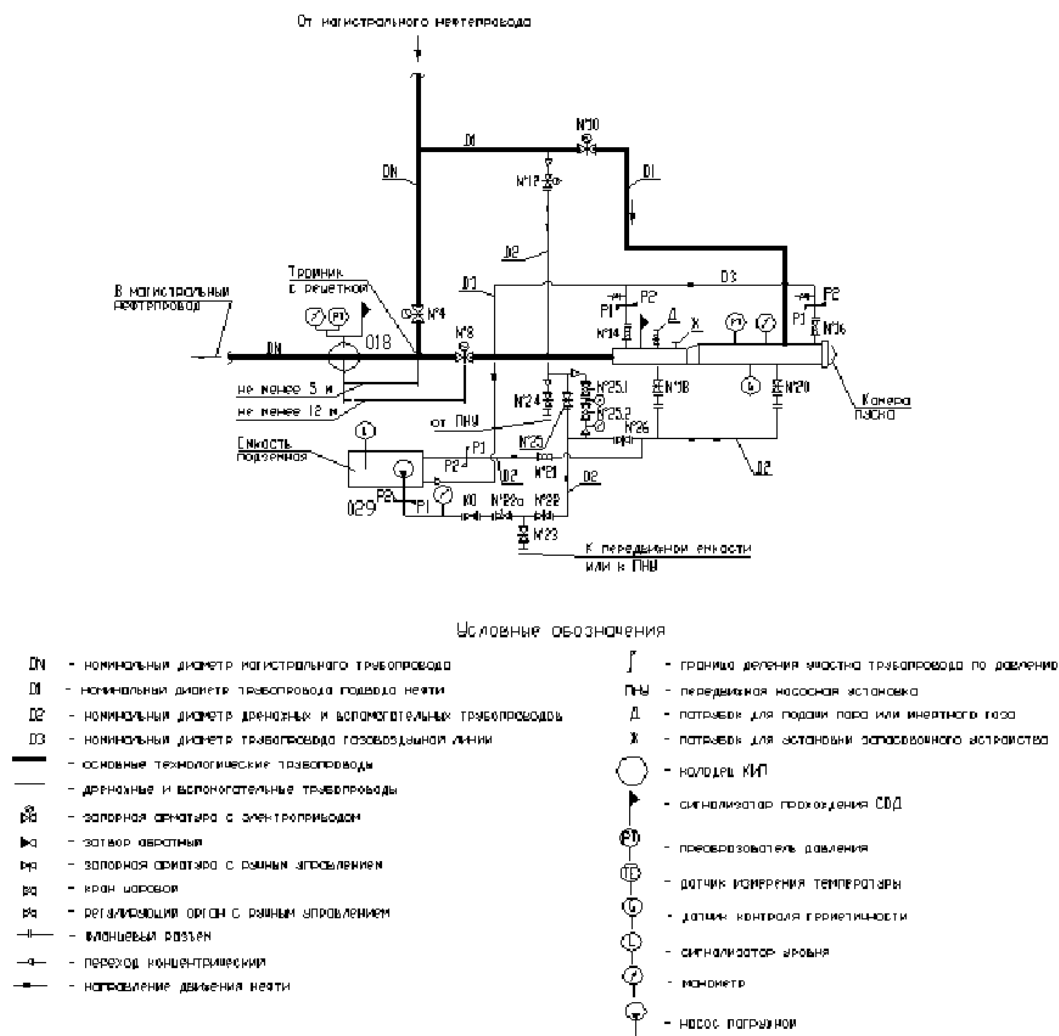 От магистрального нефтепровода
№10
D1
DN
№12
D1
D2
D3
D3
Тройник
с решеткой
В магистральный
нефтепровод
P2
P1
Д
Ж
P2
P1
№4
№8
№14
№16
PT
018
PT
DN
G
не менее 5 м
не менее 12 м
№24
№25.1
№18
№20
Камера
пуска
от ПНУ
№25.2
№26
№25
Емкость
подземная
L
P1
P2
D2
№21
D2
D2
P2
P1
029
КО
№22а
№22
№23
К передвижной емкости
или к ПНУ
Условные обозначения
DN - номинальный диаметр магистрального трубопровода
D1 - номинальный диаметр трубопровода подвода нефти
D2 - номинальный диаметр дренажных и вспомогательных трубопроводов
D3 - номинальный диаметр трубопровода газовоздушной линии
- основные технологические трубопроводы
- дренажные и вспомогательные трубопроводы
- запорная арматура с электроприводом
- затвор обратный
- запорная арматура с ручным управлением
- кран шаровой
- регулирующий орган с ручным управлением
- фланцевый разъем
- переход концентрический
- направление движения нефти
- граница деления участка трубопровода по давлению
ПНУ - передвижная насосная установка
Д - патрубок для подачи пара или инертного газа
Ж - патрубок для установки запасовочного устройства
- колодец КИП
- сигнализатор прохождения СОД
PT - преобразователь давления
TE - датчик измерения температуры
G - датчик контроля герметичности
L - сигнализатор уровня
- манометр
- насос погружной